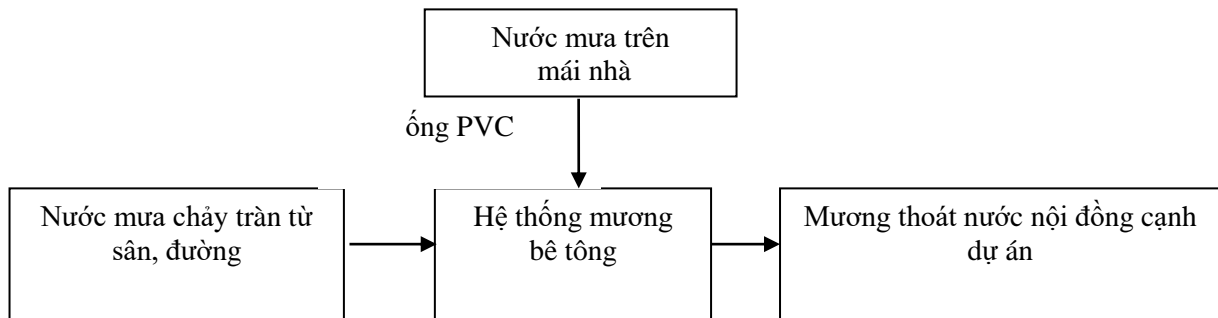 Nước mưa trên
mái nhà
ống PVC
Nước mưa chảy tràn từ
sân, đường
Hệ thống mương
bê tông
Mương thoát nước nội đồng cạnh
dự án